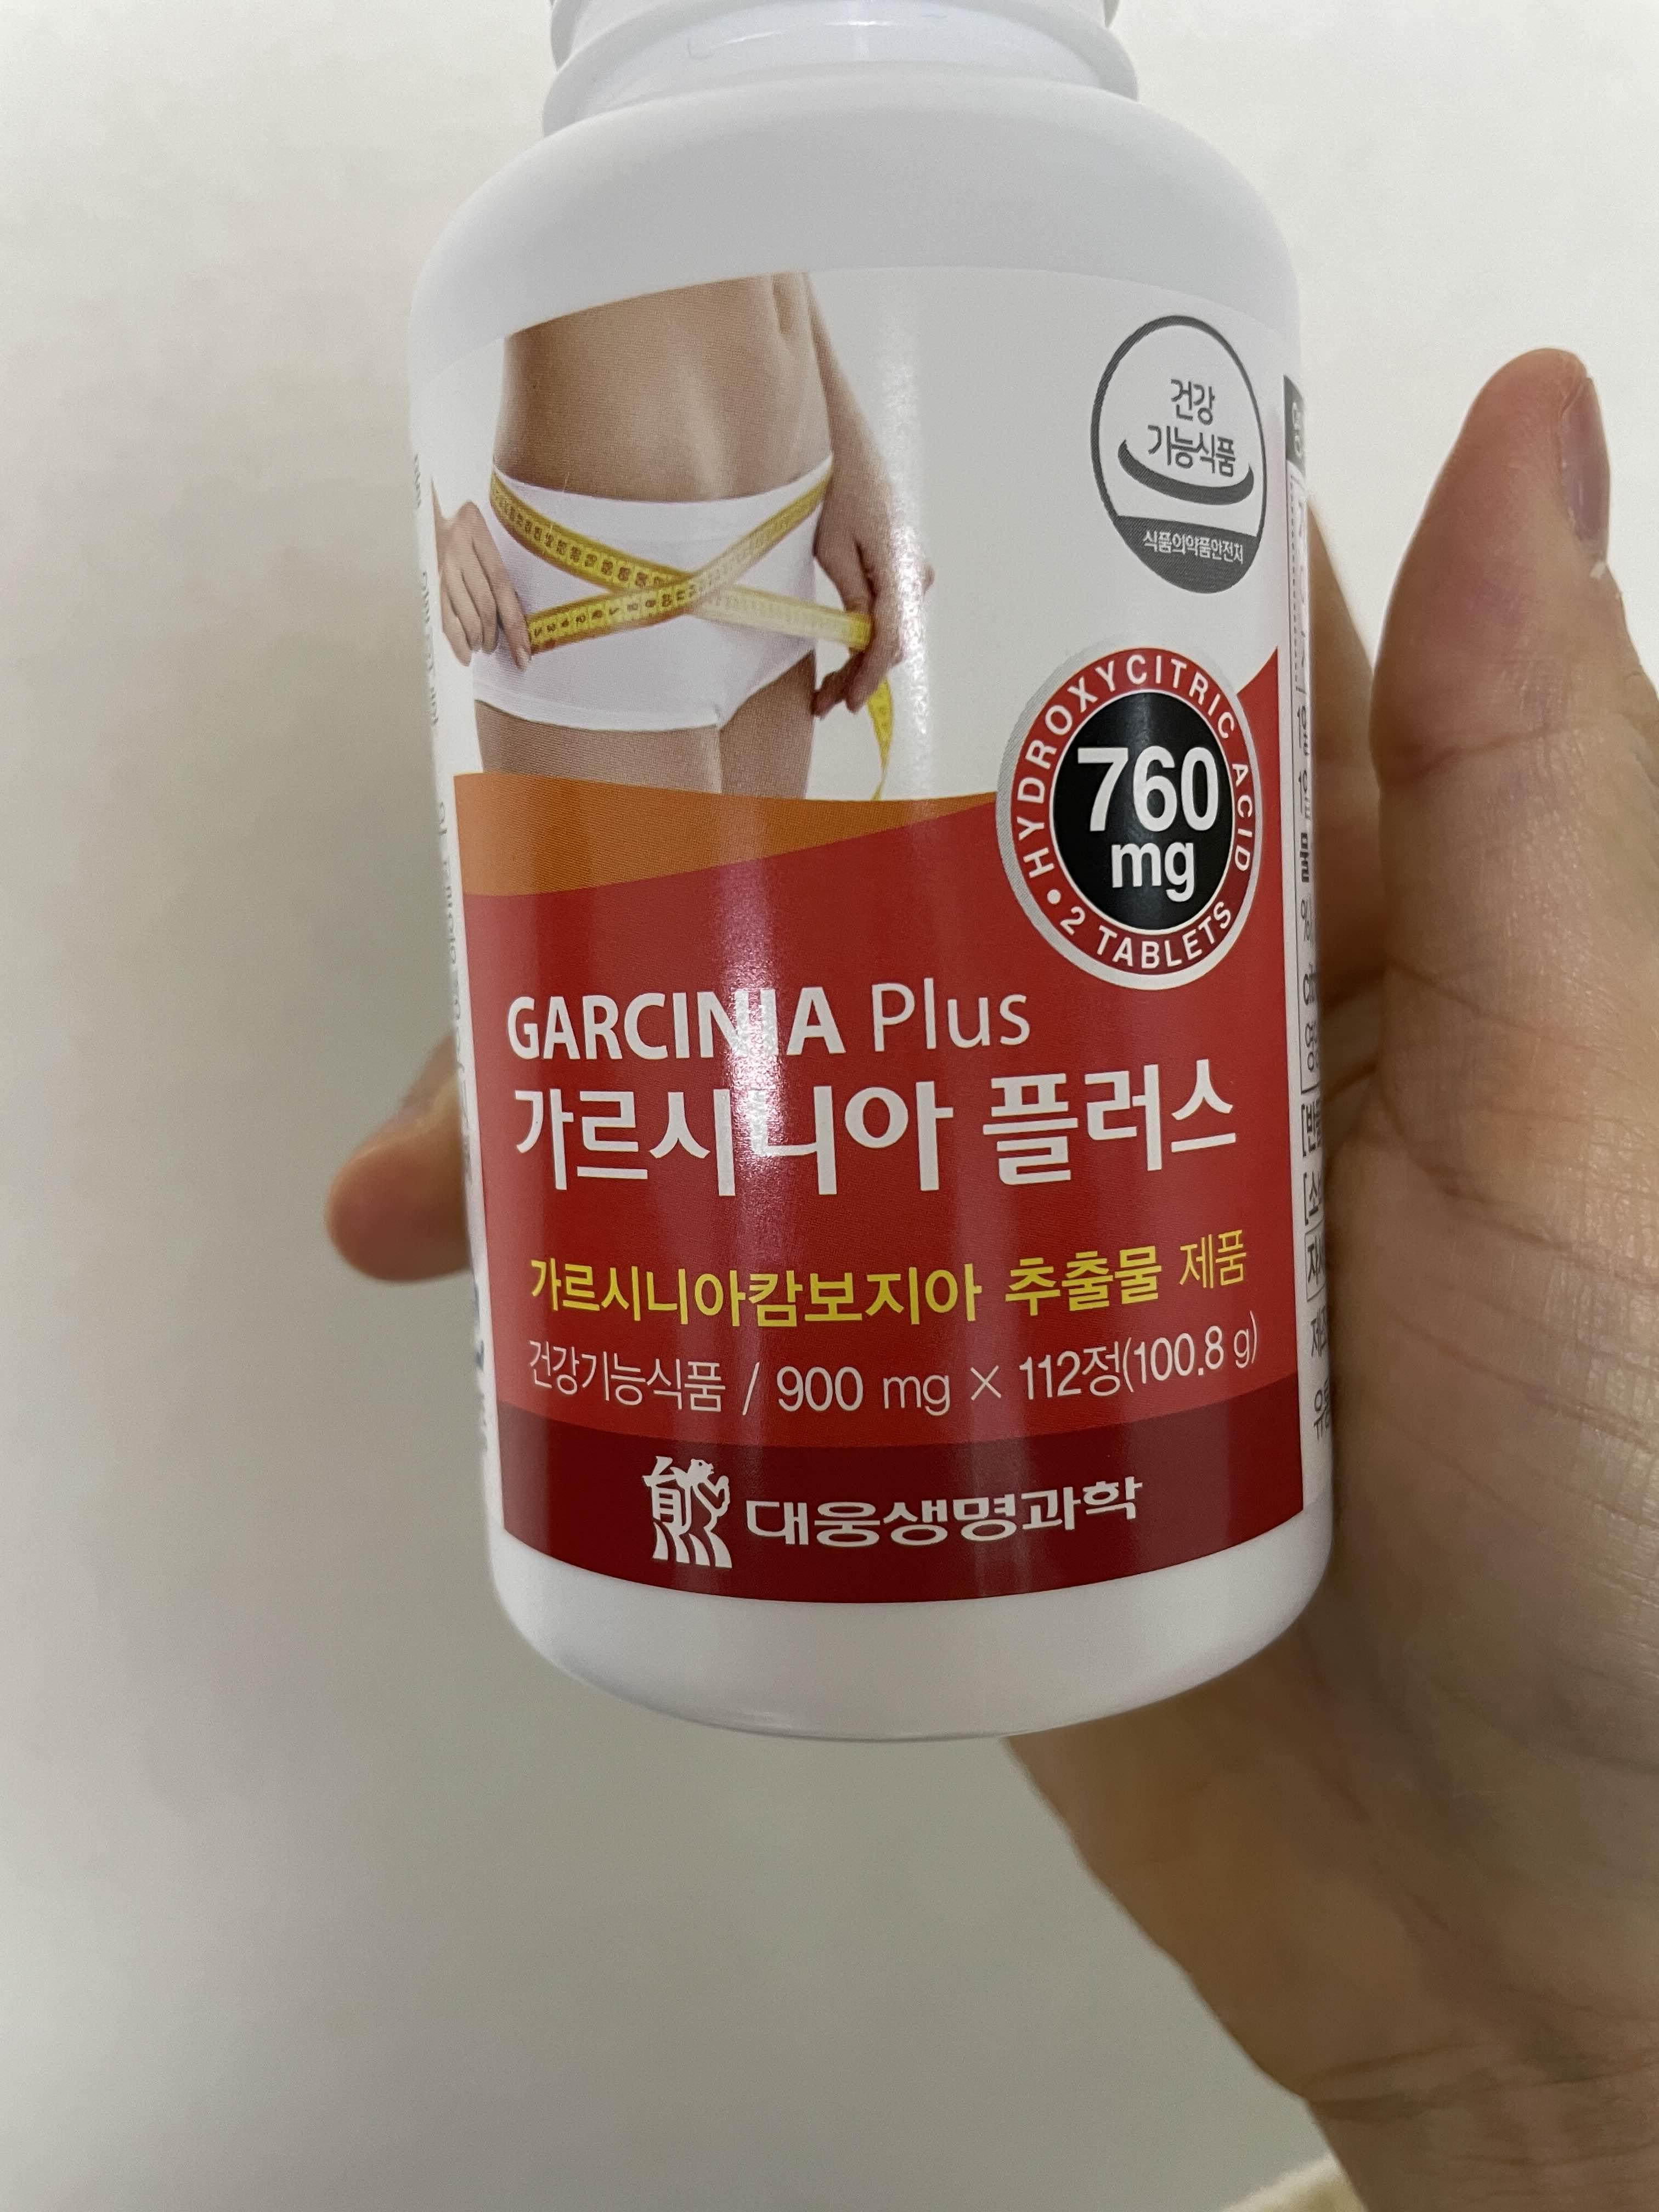 건강
기능식품
식품의약품안전처
HYDROXYCITRIC ACID
760
mg
• 2 TABLETS
GARCINIA Plus
가르시니아 플러스
가르시니아캄보지아 추출물 제품
건강기능식품 / 900 mg × 112정(100.8 g)
대웅생명과학